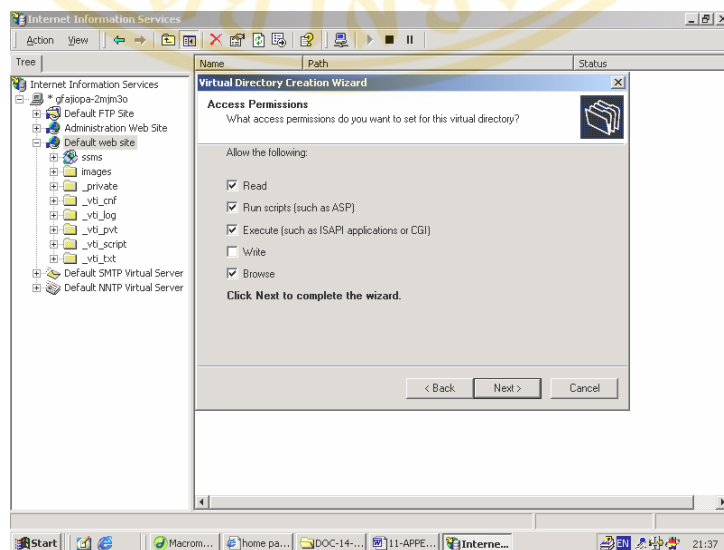 Internet Information Services
Action View
Tree
Name Path Status
Internet Information Services
* gfajiopa-2mjm3o
Default FTP Site
Administration Web Site
Default web site
ssms
images
_private
_vti_cnf
_vti_log
_vti_pvt
_vti_script
_vti_txt
Default SMTP Virtual Server
Default NNTP Virtual Server
Virtual Directory Creation Wizard
Access Permissions
What access permissions do you want to set for this virtual directory?
Allow the following:
Read
Run scripts (such as ASP)
Execute (such as ISAPI applications or CGI)
Write
Browse
Click Next to complete the wizard.
< Back Next > Cancel
Start Macrom... home pa... DOC-14-... 11-APPE... Interne... EN 21:37